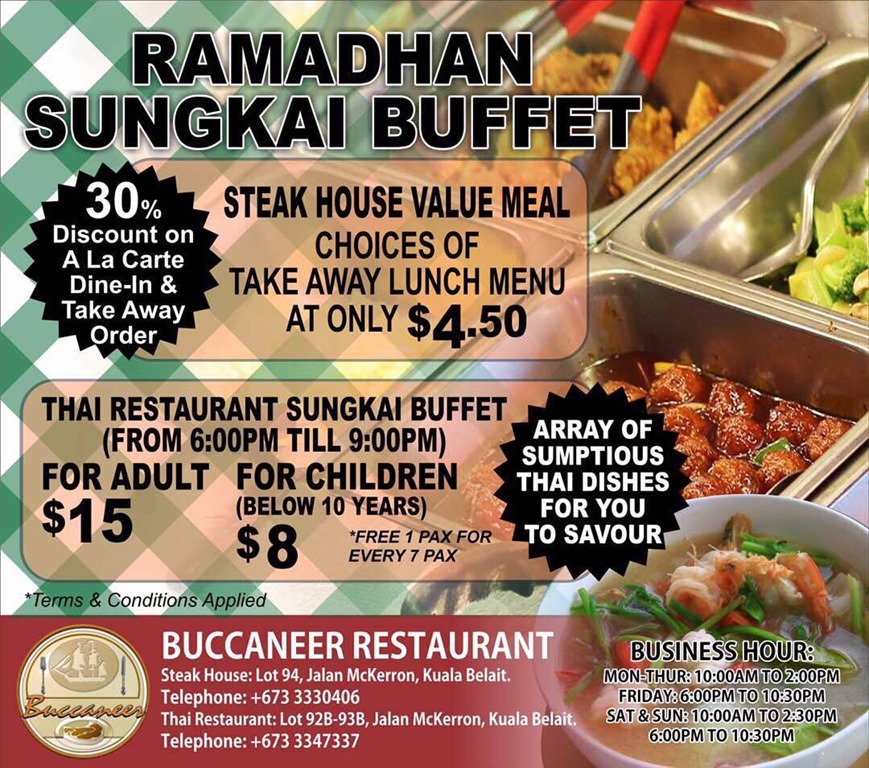 RAMADHAN
SUNGKAI BUFFET
30%
Discount on
A La Carte
Dine-In &
Take Away
Order
STEAK HOUSE VALUE MEAL
CHOICES OF
TAKE AWAY LUNCH MENU
AT ONLY $4.50
THAI RESTAURANT SUNGKAI BUFFET
(FROM 6:00PM TILL 9:00PM)
FOR ADULT
$15
FOR CHILDREN
(BELOW 10 YEARS)
$8
*FREE 1 PAX FOR
EVERY 7 PAX
ARRAY OF
SUMPTIOUS
THAI DISHES
FOR YOU
TO SAVOUR
*Terms & Conditions Applied
Buccaneer
BUCCANEER RESTAURANT
Steak House: Lot 94, Jalan McKerron, Kuala Belait.
Telephone: +673 3330406
Thai Restaurant: Lot 92B-93B, Jalan McKerron, Kuala Belait.
Telephone: +673 3347337
BUSINESS HOUR:
MON-THUR: 10:00AM TO 2:00PM
FRIDAY: 6:00PM TO 10:30PM
SAT & SUN: 10:00AM TO 2:30PM
6:00PM TO 10:30PM